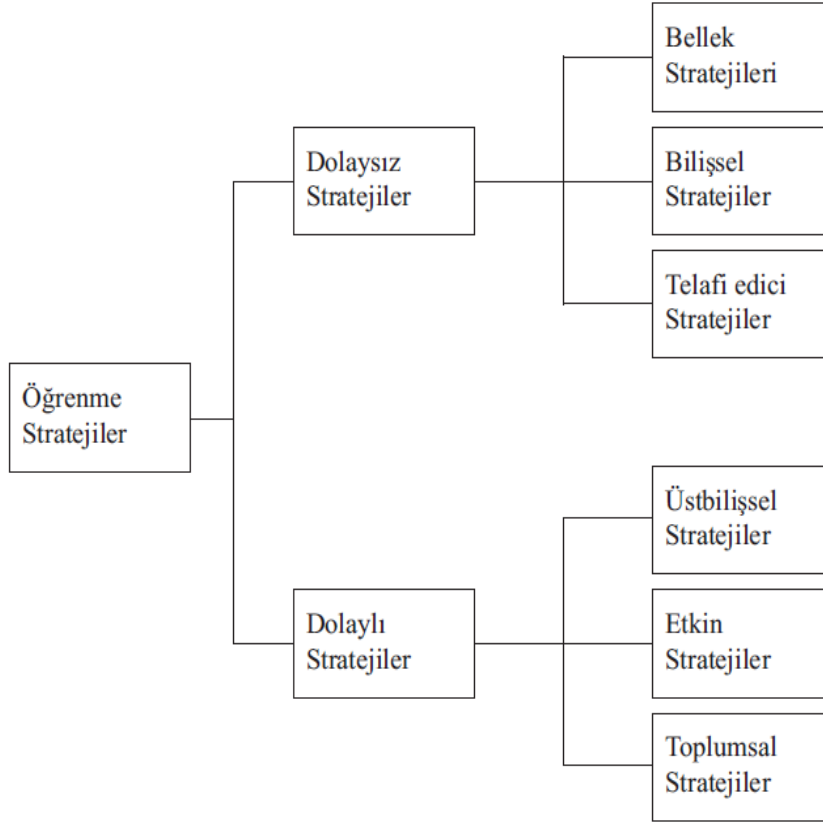 Bellek
Stratejileri
Dolaysız
Stratejiler
Bilişsel
Stratejiler
Telafi edici
Stratejiler
Öğrenme
Stratejiler
Üstbilişsel
Stratejiler
Dolaylı
Stratejiler
Etkin
Stratejiler
Toplumsal
Stratejiler